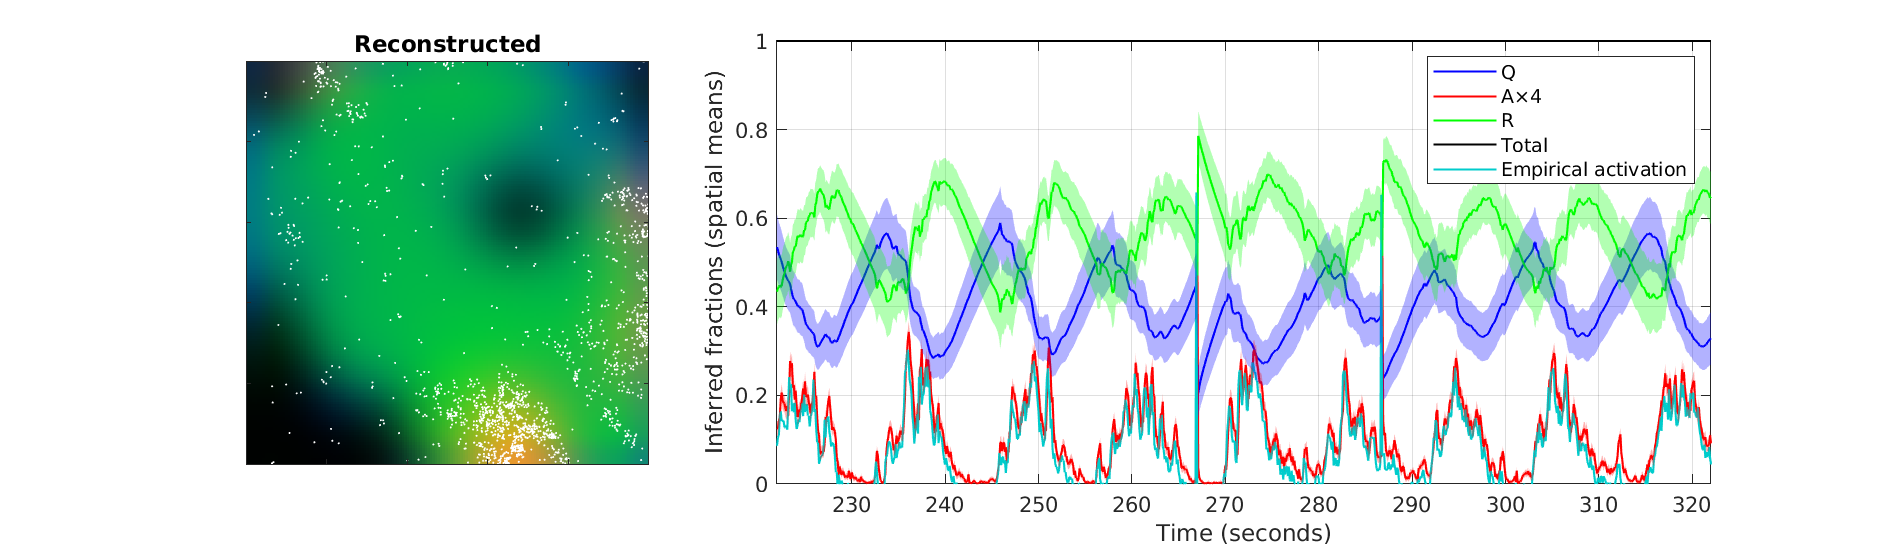 Reconstructed
Inferred fractions (spatial means)
1
0.8
0.6
0.4
0.2
0
Q
A×4
R
Total
Empirical activation
230 240 250 260 270 280 290 300 310 320
Time (seconds)